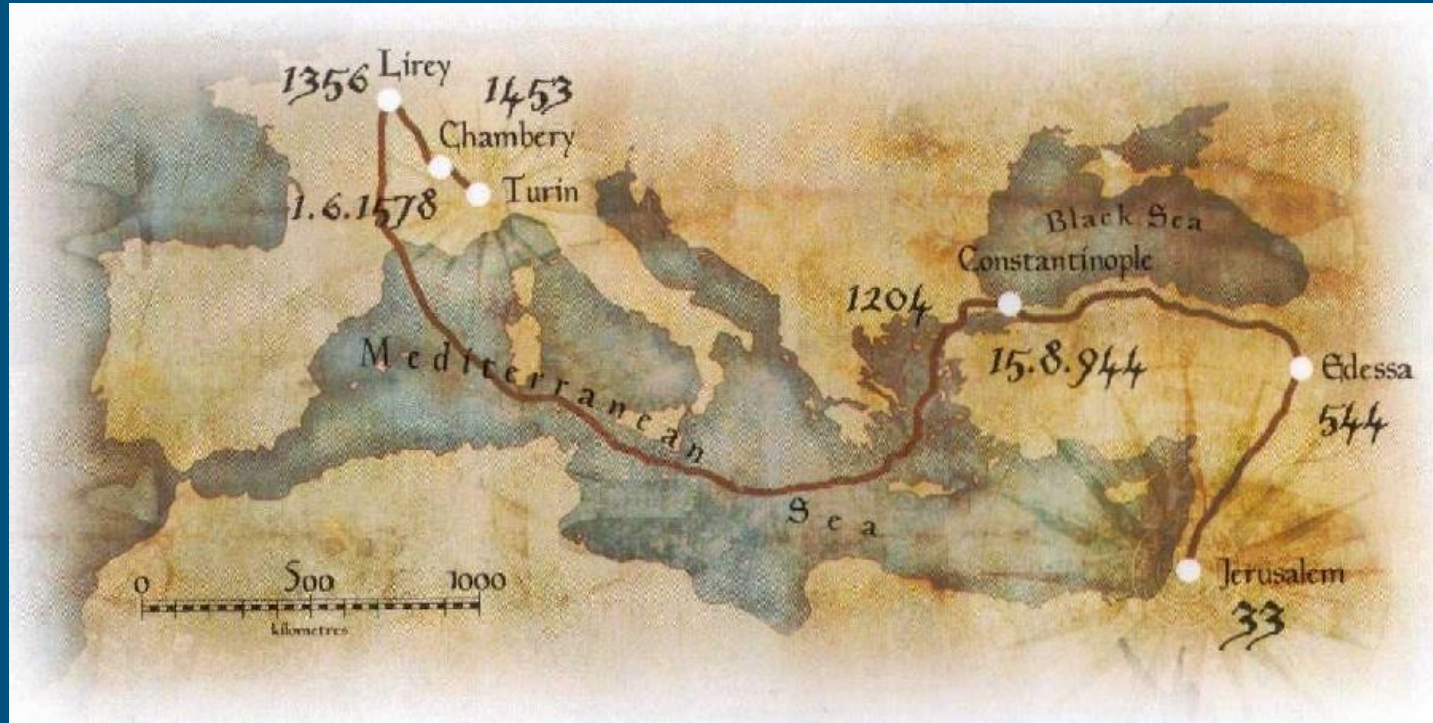 Lirey
1356
1453
Chambery
Turin
1.6.1578
Black Sea
Constantinople
1204
15.8.944
Edessa
544
Mediterranean
Sea
Jerusalem
33
0 500 1000
kilometres